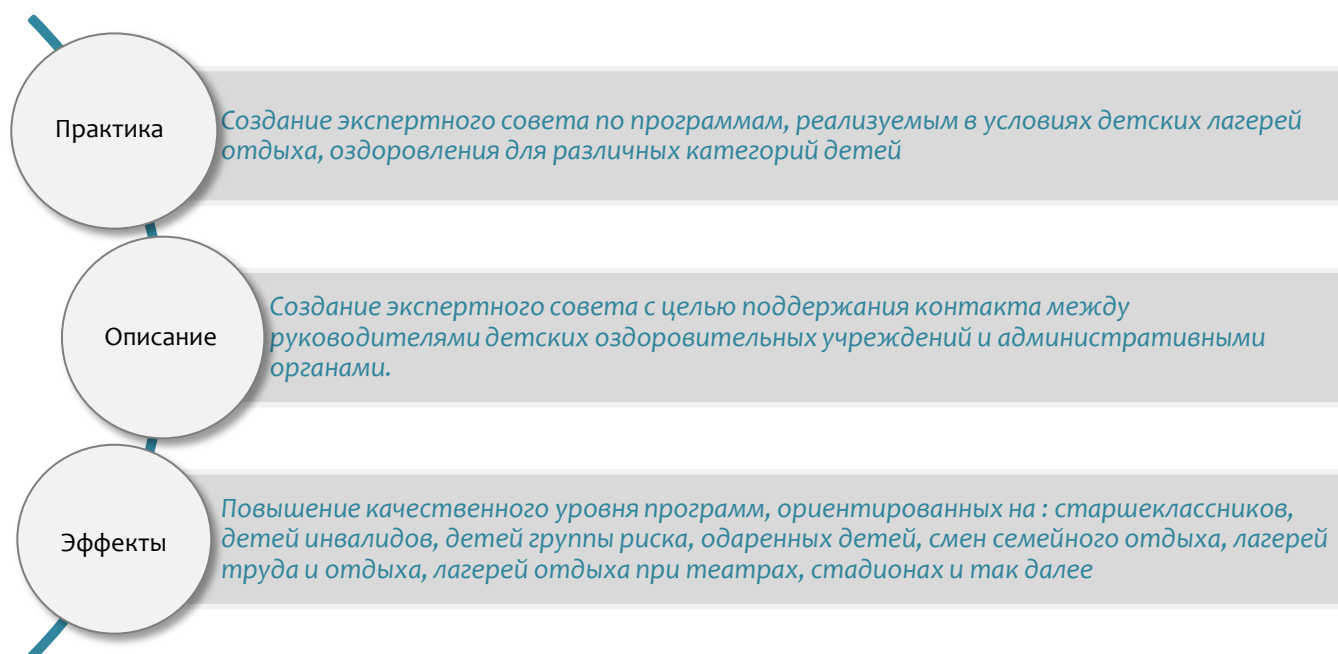 Практика
Создание экспертного совета по программам, реализуемым в условиях детских лагерей
отдыха, оздоровления для различных категорий детей
Описание
Создание экспертного совета с целью поддержания контакта между
руководителями детских оздоровительных учреждений и административными
органами.
Эффекты
Повышение качественного уровня программ, ориентированных на : старшеклассников,
детей инвалидов, детей группы риска, одаренных детей, смен семейного отдыха, лагерей
труда и отдыха, лагерей отдыха при театрах, стадионах и так далее